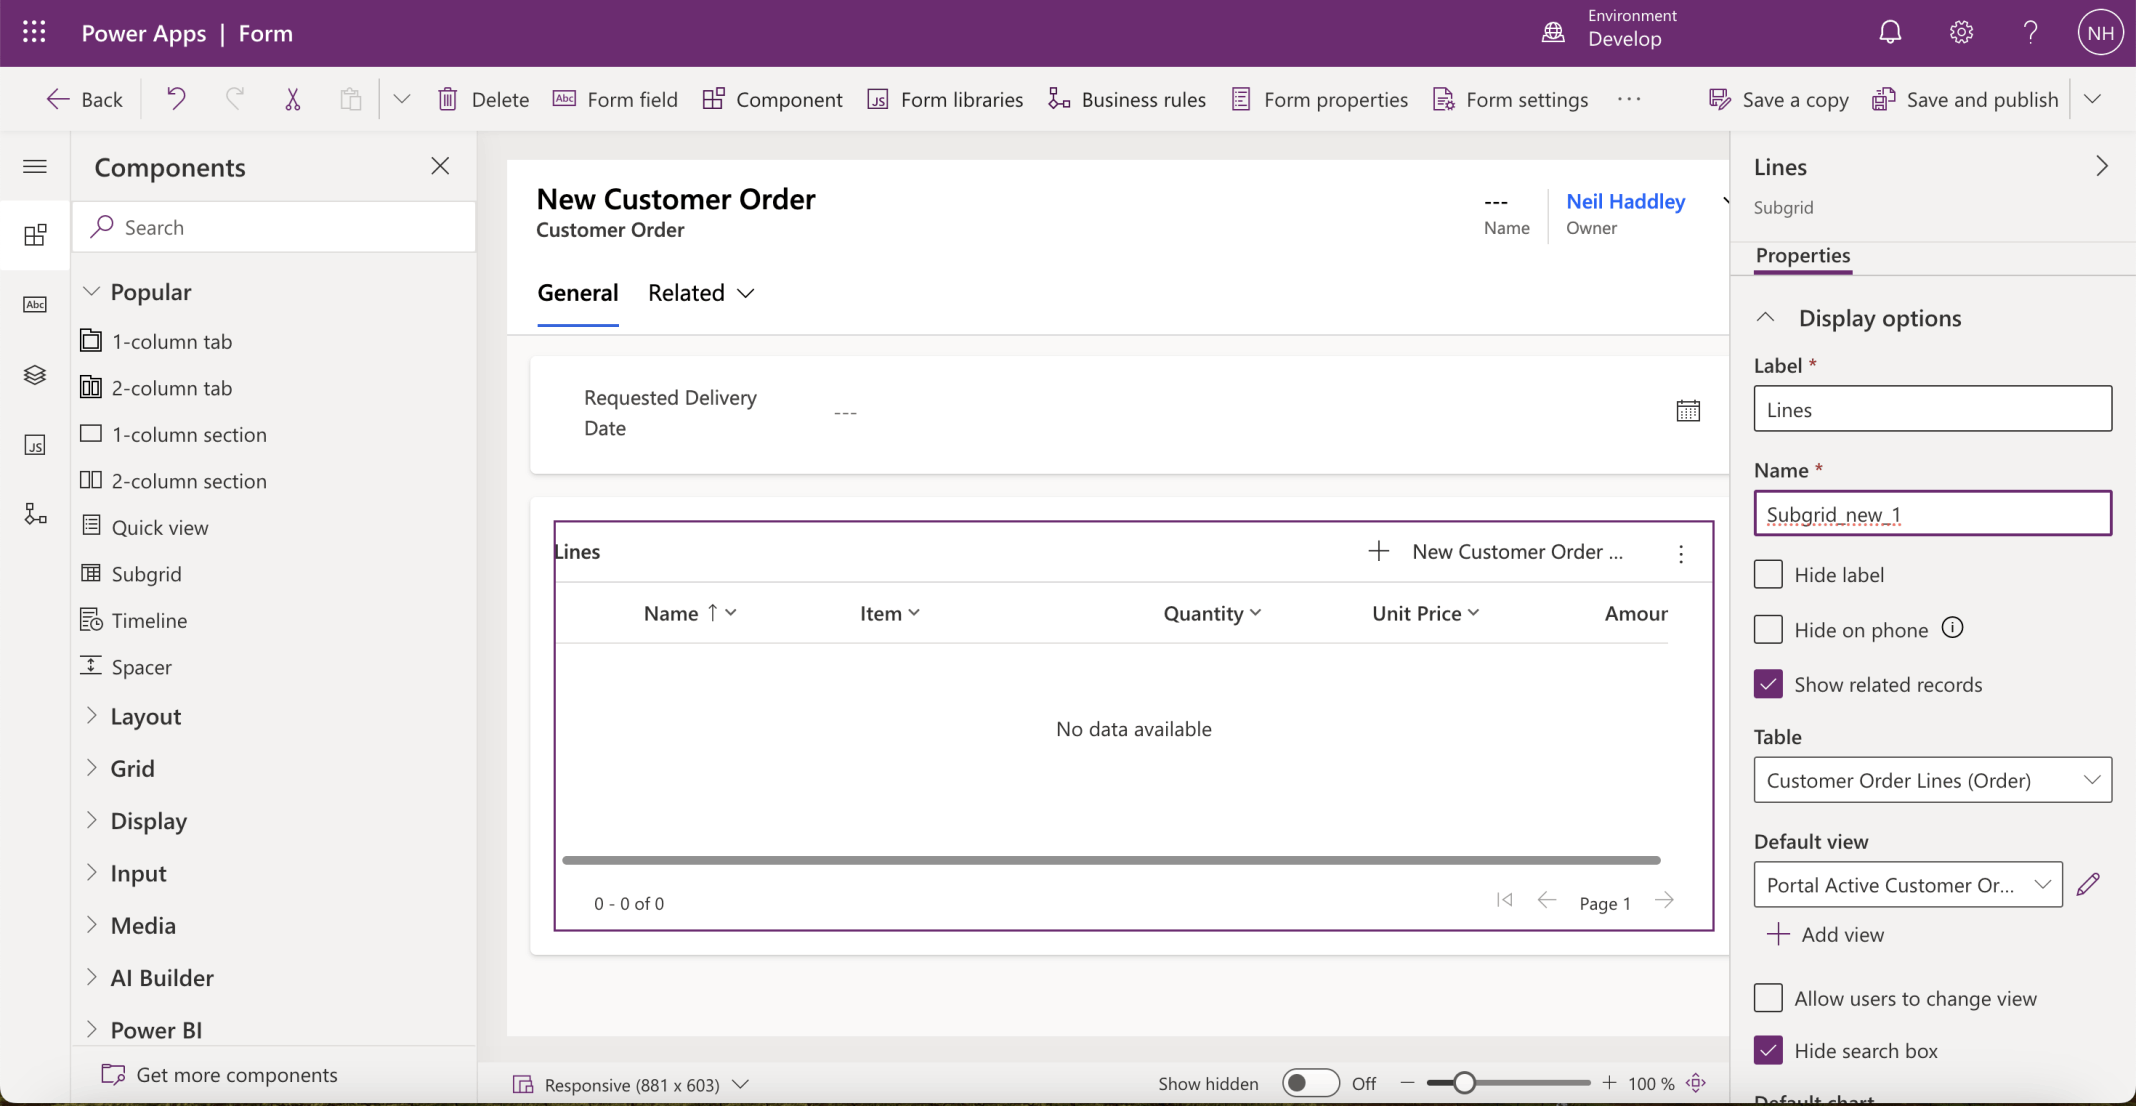 Power Apps | Form
Environment
Develop
NH
Back
Delete
Abc
Form field
Component
JS
Form libraries
Business rules
Form properties
Form settings
Save a copy
Save and publish
Components
Search
Popular
1-column tab
2-column tab
1-column section
2-column section
Quick view
Subgrid
Timeline
Spacer
Layout
Grid
Display
Input
Media
AI Builder
Power BI
Get more components
Abc
JS
New Customer Order
Customer Order
---
Name
Neil Haddley
Owner
General
Related
Requested Delivery
Date
---
Lines
New Customer Order ...
Name
Item
Quantity
Unit Price
Amour
No data available
0 - 0 of 0
Page 1
Responsive (881 x 603)
Show hidden
Off
100 %
Lines
Subgrid
Properties
Display options
Label *
Lines
Name *
Subgrid_new_1
Hide label
Hide on phone
Show related records
Table
Customer Order Lines (Order)
Default view
Portal Active Customer Or...
Add view
Allow users to change view
Hide search box
Default chart